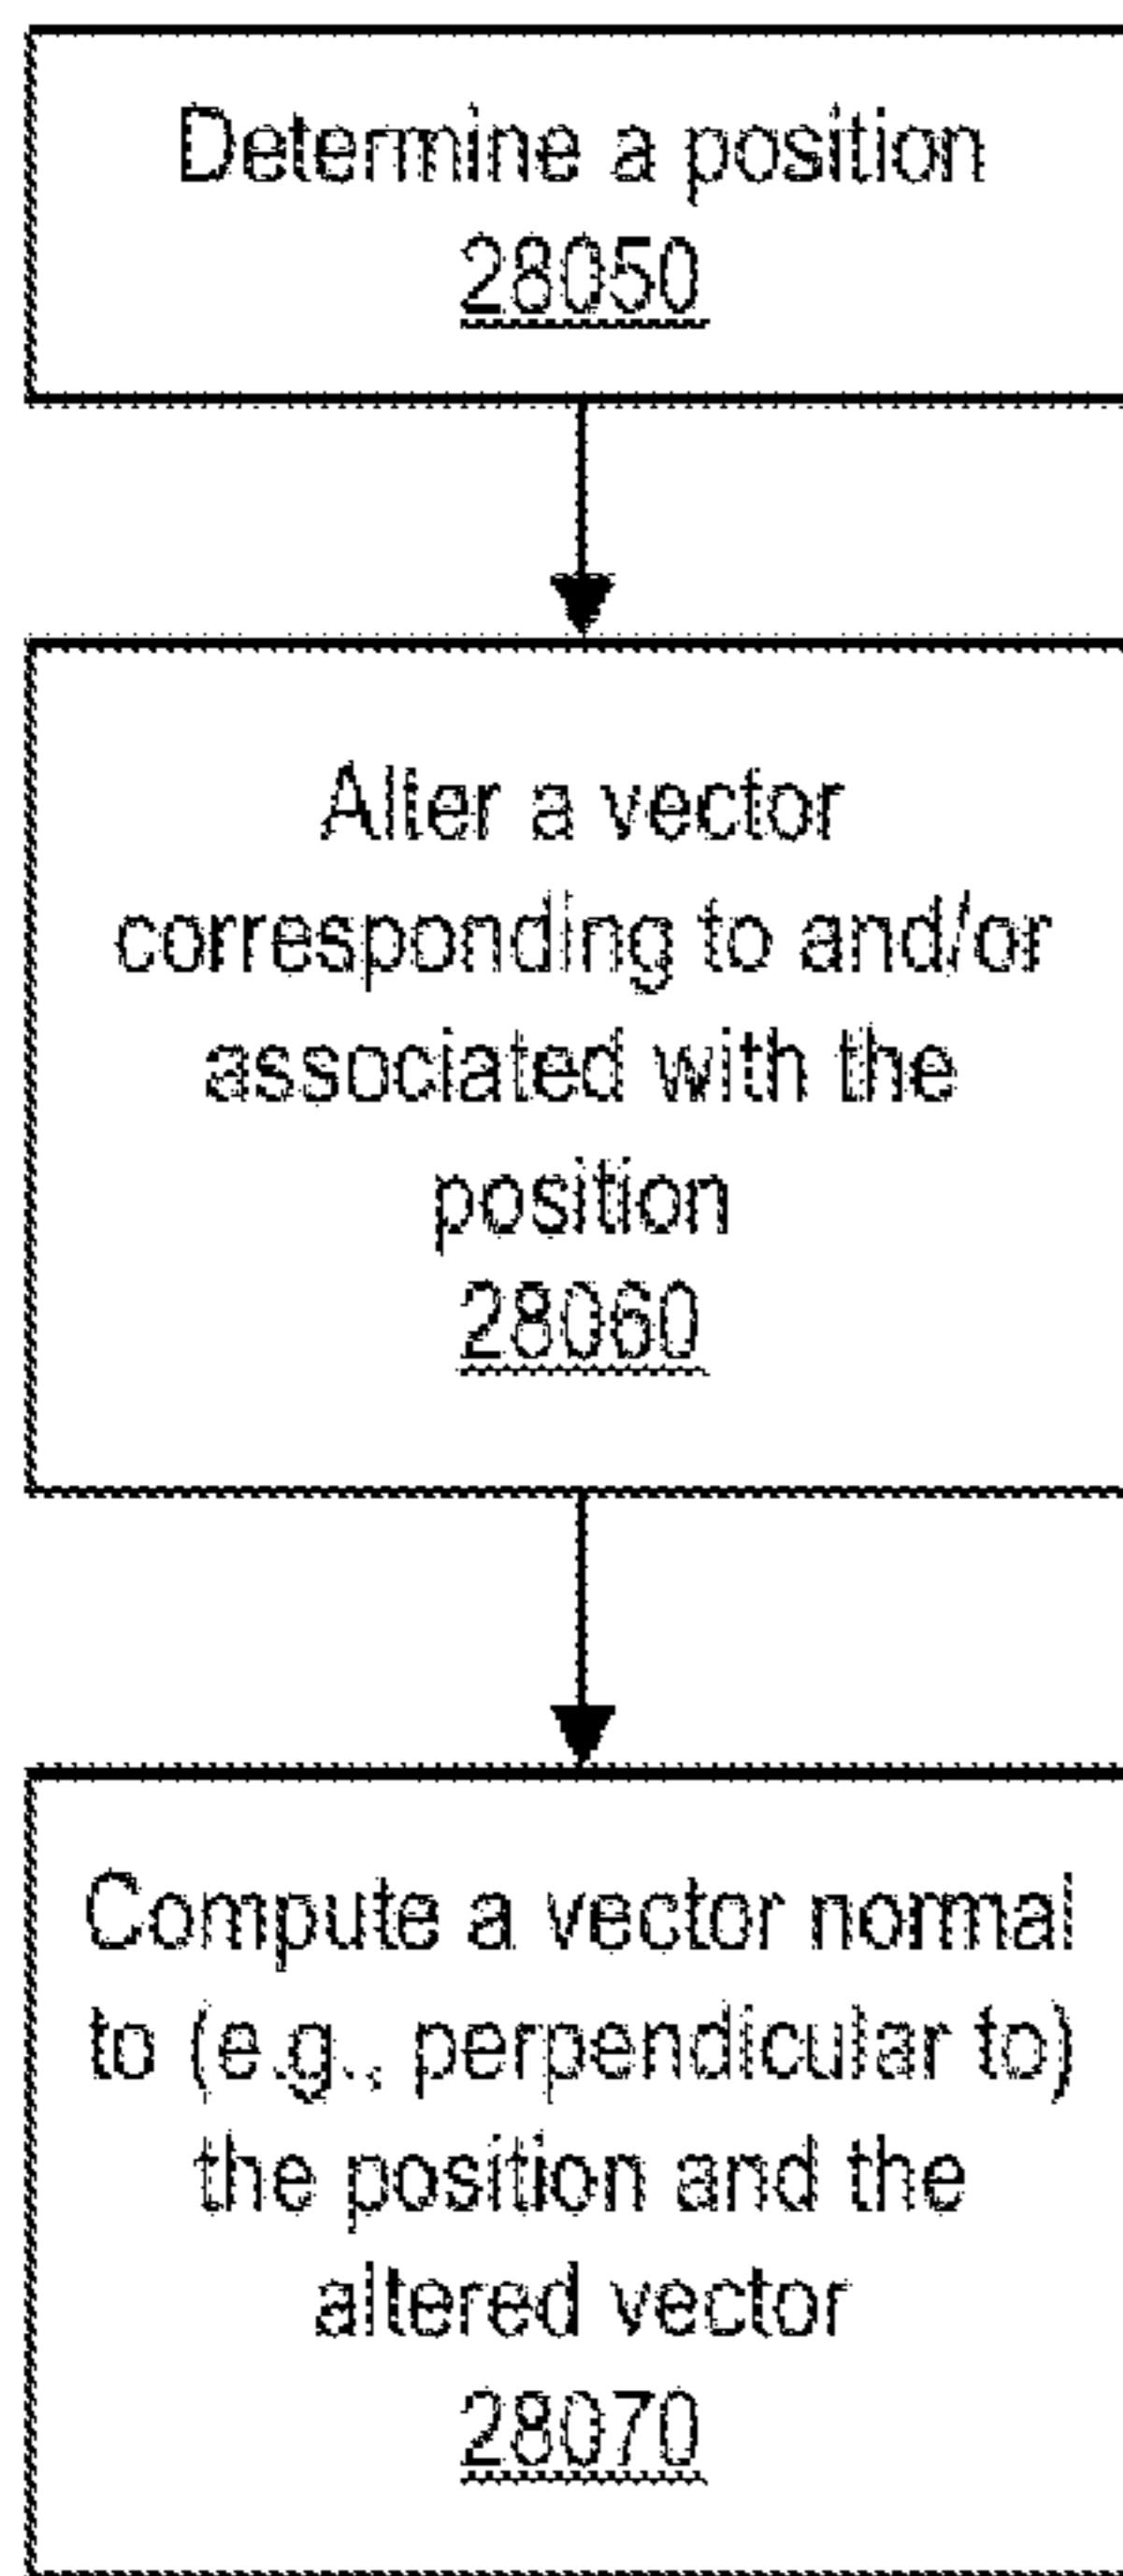 Determine a position
28050
Alter a vector
corresponding to and/or
associated with the
position
28060
Compute a vector normal
to (e.g., perpendicular to)
the position and the
altered vector
28070